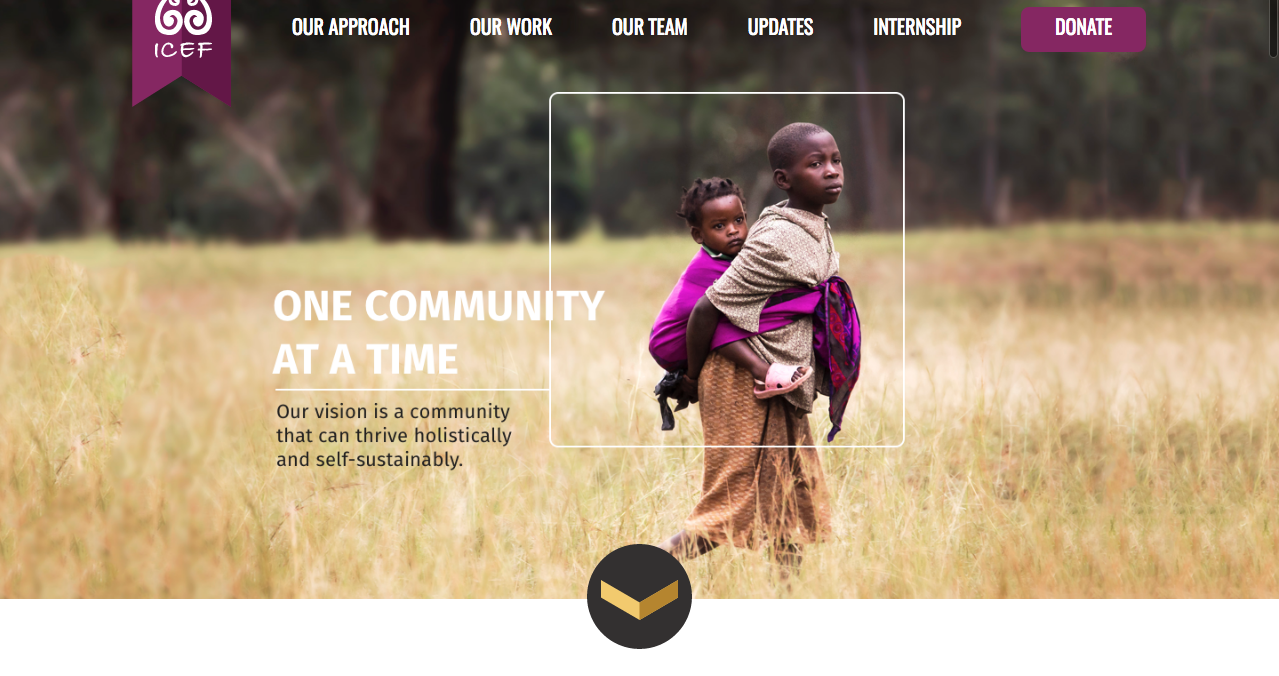 ICEF
OUR APPROACH
OUR WORK
OUR TEAM
UPDATES
INTERNSHIP
DONATE
ONE COMMUNITY
AT A TIME
Our vision is a community
that can thrive holistically
and self-sustainably.